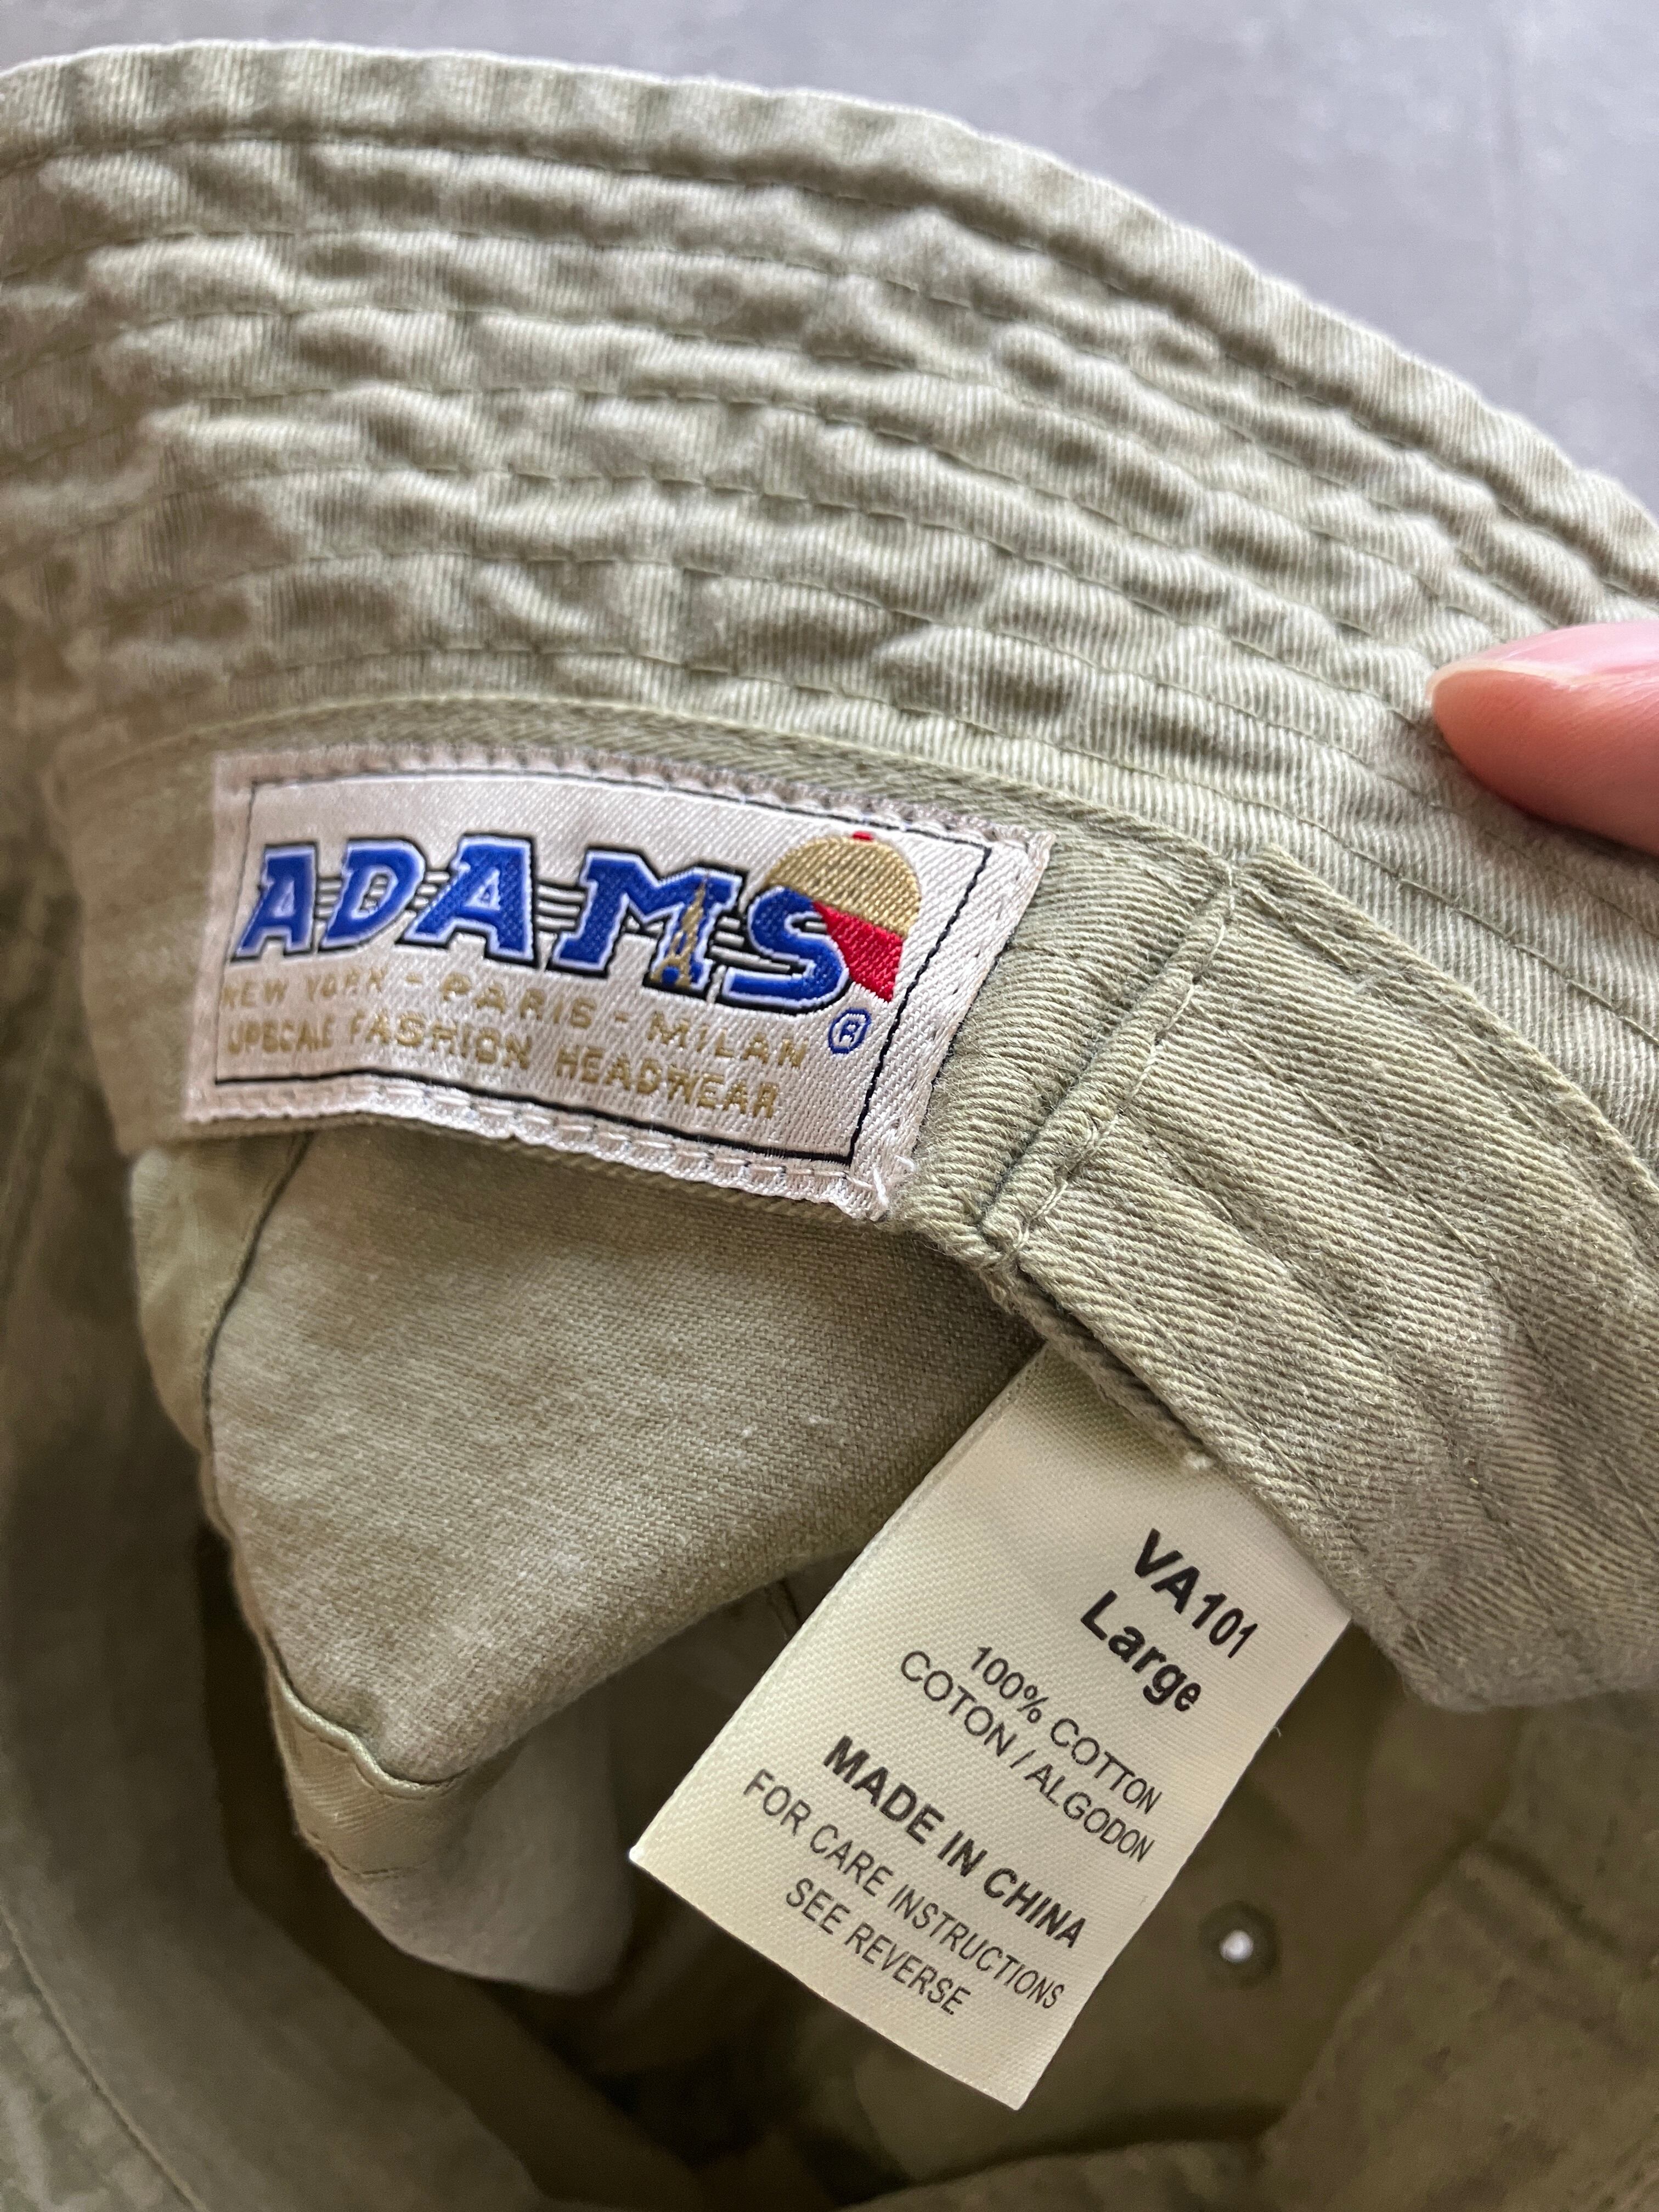 ADAMS
®
NEW YORK - PARIS - MILAN
UPSCALE FASHION HEADWEAR
VA101
Large
100% COTTON
COTON / ALGODON
MADE IN CHINA
FOR CARE INSTRUCTIONS
SEE REVERSE